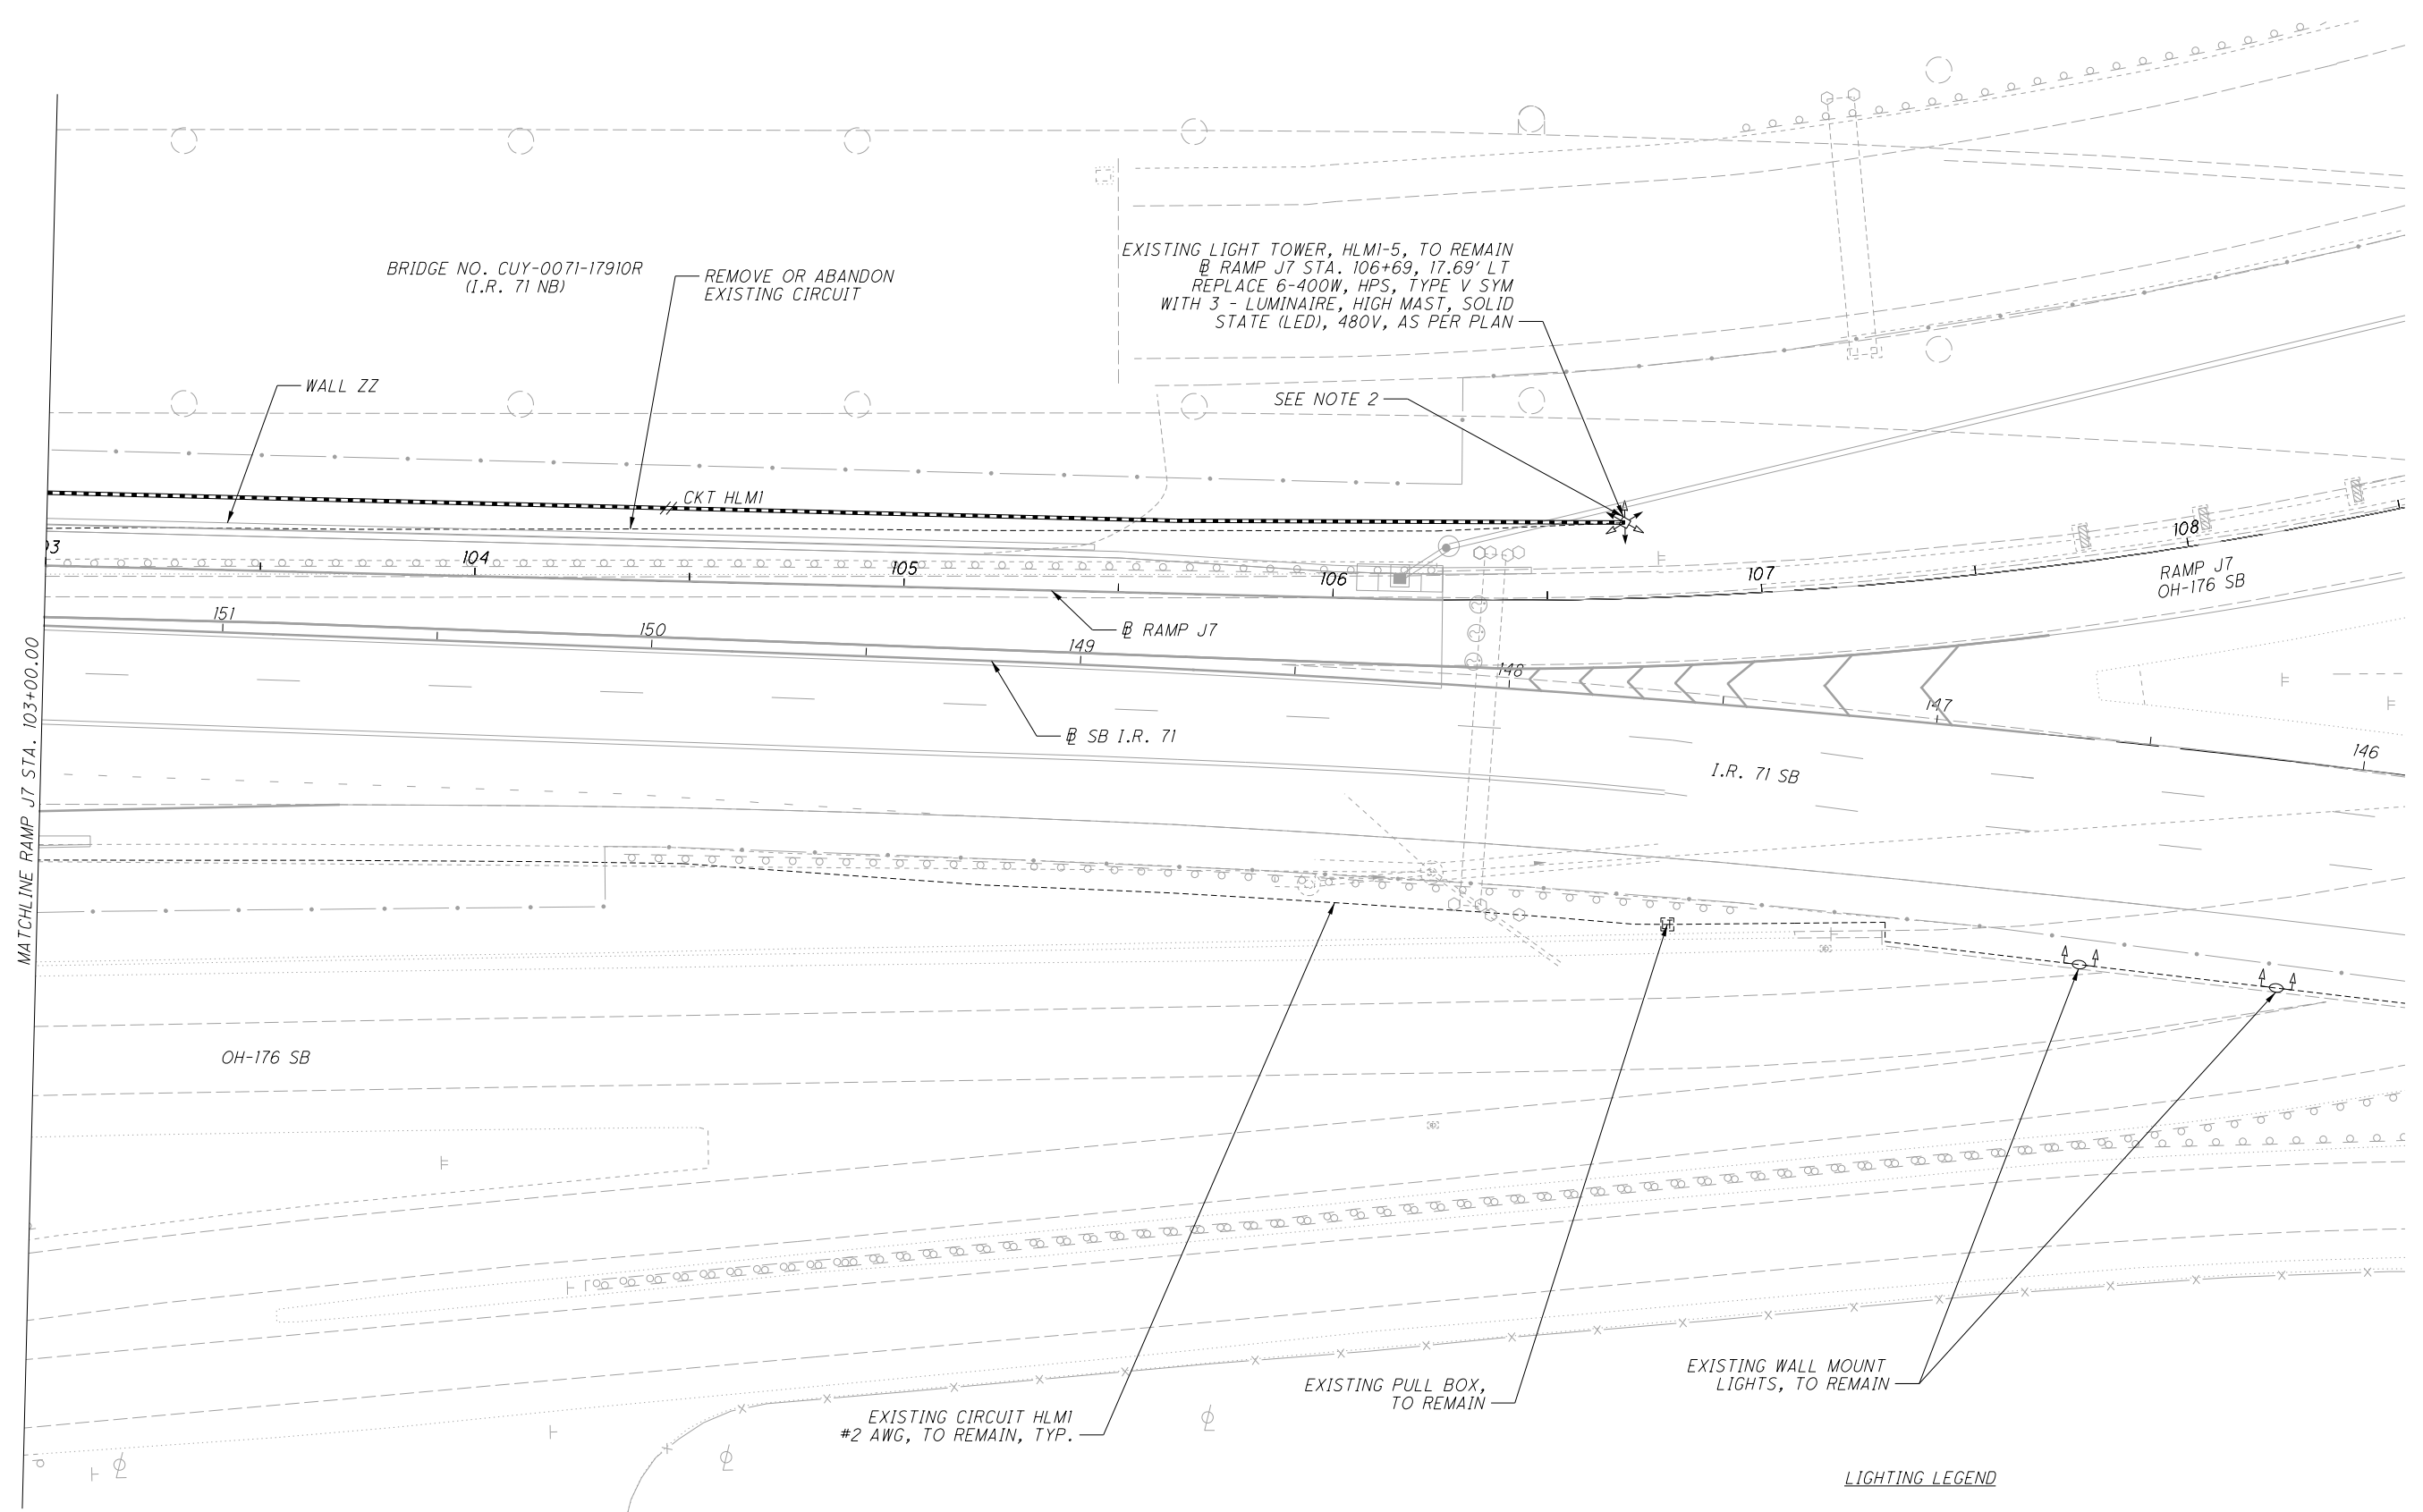 EXISTING LIGHT TOWER, HLM1-5, TO REMAIN
℄ RAMP J7 STA. 106+69, 17.69' LT
REPLACE 6-400W, HPS, TYPE V SYM
WITH 3 - LUMINAIRE, HIGH MAST, SOLID
STATE (LED), 480V, AS PER PLAN
BRIDGE NO. CUY-0071-17910R
(I.R. 71 NB)
REMOVE OR ABANDON
EXISTING CIRCUIT
WALL ZZ
SEE NOTE 2
CKT HLM1
108
104
105
106
107
RAMP J7
OH-176 SB
151
150
149
148
147
146
℄ RAMP J7
℄ SB I.R. 71
I.R. 71 SB
MATCHLINE RAMP J7 STA. 103+00.00
OH-176 SB
EXISTING WALL MOUNT
LIGHTS, TO REMAIN
EXISTING PULL BOX,
TO REMAIN
EXISTING CIRCUIT HLM1
#2 AWG, TO REMAIN, TYP.
LIGHTING LEGEND